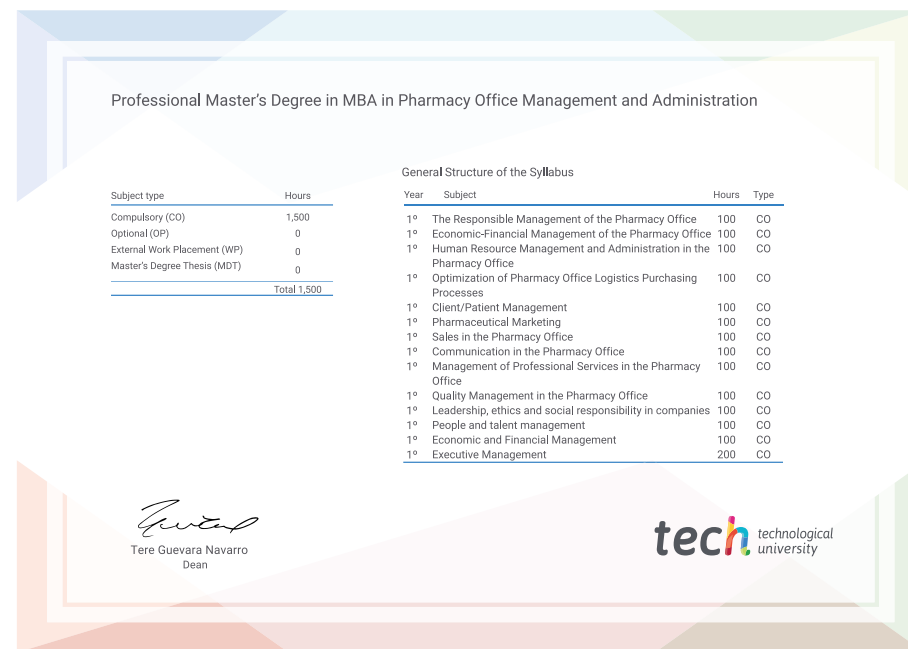 Professional Master's Degree in MBA in Pharmacy Office Management and Administration
Subject type Hours
Compulsory (CO) 1,500
Optional (OP) 0
External Work Placement (WP) 0
Master's Degree Thesis (MDT) 0
Total 1,500
General Structure of the Syllabus
Year Subject Hours Type
1º The Responsible Management of the Pharmacy Office 100 CO
1º Economic-Financial Management of the Pharmacy Office 100 CO
1º Human Resource Management and Administration in the 100 CO
Pharmacy Office
1º Optimization of Pharmacy Office Logistics Purchasing 100 CO
Processes
1º Client/Patient Management 100 CO
1º Pharmaceutical Marketing 100 CO
1º Sales in the Pharmacy Office 100 CO
1º Communication in the Pharmacy Office 100 CO
1º Management of Professional Services in the Pharmacy 100 CO
Office
1º Quality Management in the Pharmacy Office 100 CO
1º Leadership, ethics and social responsibility in companies 100 CO
1º People and talent management 100 CO
1º Economic and Financial Management 100 CO
1º Executive Management 200 CO
Tere Guevara Navarro
Dean
tech technological
university